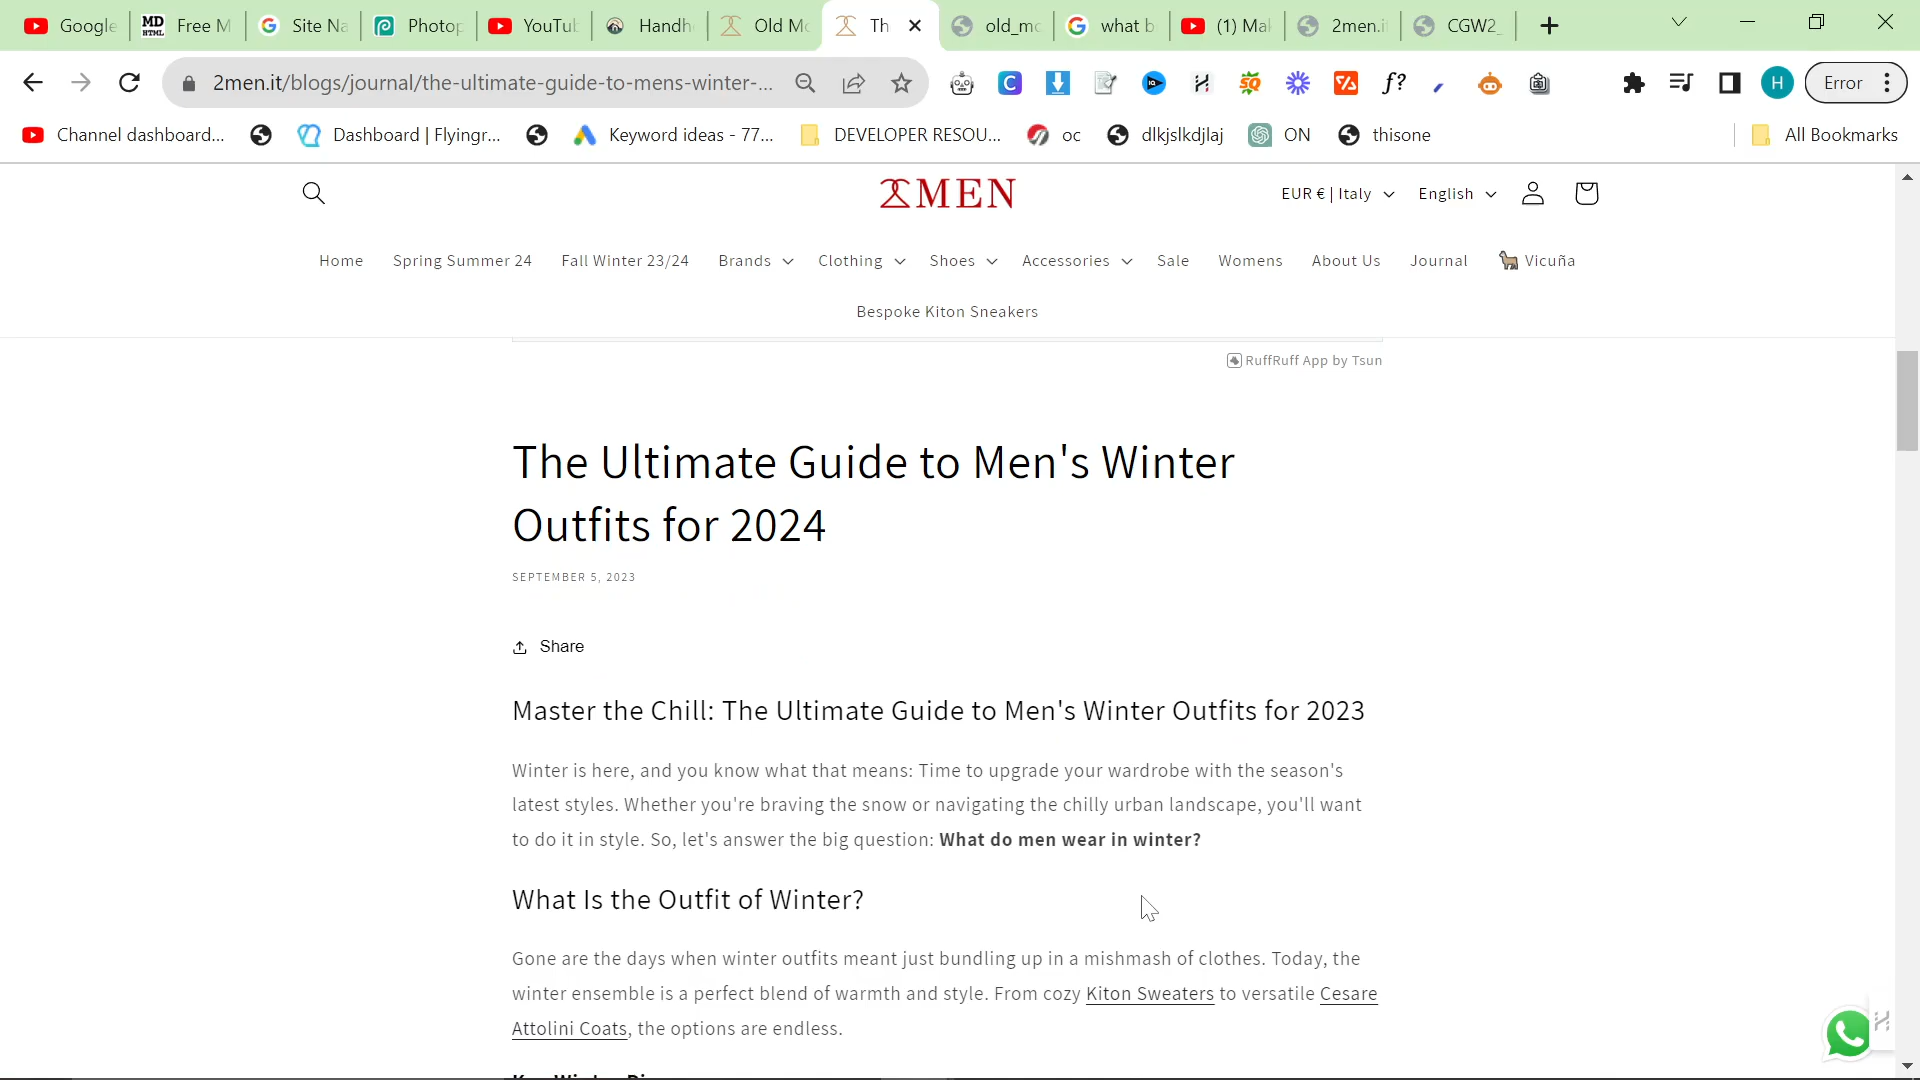 Google
MD HTML Free M
Site Na
Photop
YouTub
Handh
Old Mo
Th
old_mo
what b
(1) Ma
2men.i
CGW2_
2men.it/blogs/journal/the-ultimate-guide-to-mens-winter-...
H
Error
Channel dashboard...
Dashboard | Flyingr...
Keyword ideas - 77...
DEVELOPER RESOU...
oc
dlkjslkdjlaj
ON
thisone
All Bookmarks
2MEN
EUR € | Italy
English
Home
Spring Summer 24
Fall Winter 23/24
Brands
Clothing
Shoes
Accessories
Sale
Womens
About Us
Journal
Vicuña
Bespoke Kiton Sneakers
RuffRuff App by Tsun
The Ultimate Guide to Men's Winter
Outfits for 2024
SEPTEMBER 5, 2023
Share
Master the Chill: The Ultimate Guide to Men's Winter Outfits for 2023
Winter is here, and you know what that means: Time to upgrade your wardrobe with the season's
latest styles. Whether you're braving the snow or navigating the chilly urban landscape, you'll want
to do it in style. So, let's answer the big question: What do men wear in winter?
What Is the Outfit of Winter?
Gone are the days when winter outfits meant just bundling up in a mishmash of clothes. Today, the
winter ensemble is a perfect blend of warmth and style. From cozy Kiton Sweaters to versatile Cesare
Attolini Coats, the options are endless.